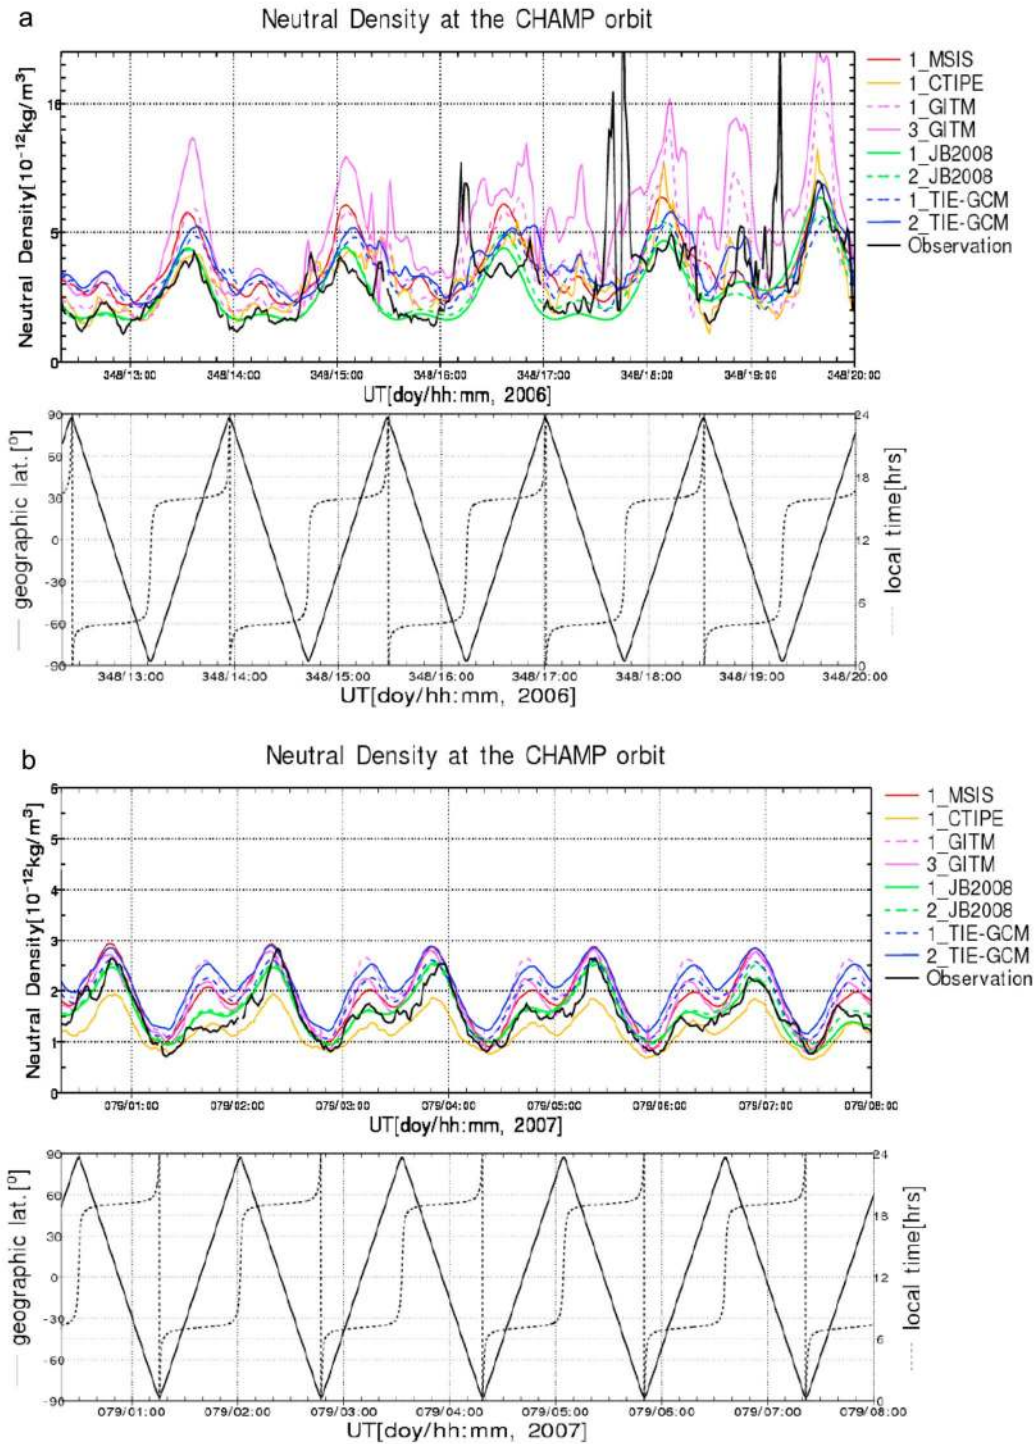 a
Neutral Density at the CHAMP orbit
Neutral Density[10⁻¹²kg/m³]
10
5
0
348/13:00 348/14:00 348/15:00 348/16:00 348/17:00 348/18:00 348/19:00 348/20:00
UT[doy/hh:mm, 2006]
1_MSIS
1_CTIPE
1_GITM
3_GITM
1_JB2008
2_JB2008
1_TIE-GCM
2_TIE-GCM
Observation
geographic lat.[⁰]
90
60
30
0
-30
-60
-90
24
18
12
6
0
local time[hrs]
348/13:00 348/14:00 348/15:00 348/16:00 348/17:00 348/18:00 348/19:00 348/20:00
UT[doy/hh:mm, 2006]
b
Neutral Density at the CHAMP orbit
Neutral Density[10⁻¹²kg/m³]
6
5
4
3
2
1
0
079/01:00 079/02:00 079/03:00 079/04:00 079/05:00 079/06:00 079/07:00 079/08:00
UT[doy/hh:mm, 2007]
1_MSIS
1_CTIPE
1_GITM
3_GITM
1_JB2008
2_JB2008
1_TIE-GCM
2_TIE-GCM
Observation
geographic lat.[⁰]
90
60
30
0
-30
-60
-90
24
18
12
6
0
local time[hrs]
079/01:00 079/02:00 079/03:00 079/04:00 079/05:00 079/06:00 079/07:00 079/08:00
UT[doy/hh:mm, 2007]